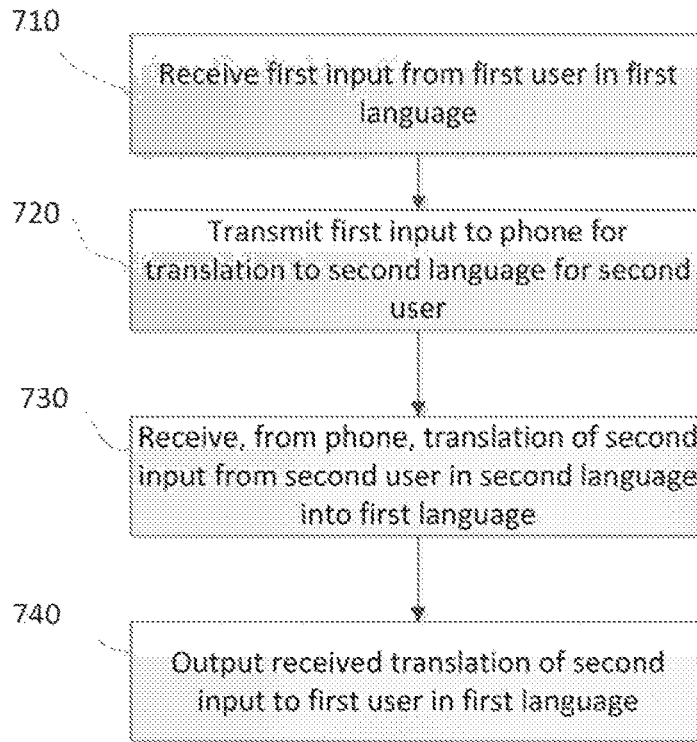 710
Receive first input from first user in first
language
720
Transmit first input to phone for
translation to second language for second
user
730
Receive, from phone, translation of second
input from second user in second language
into first language
740
Output received translation of second
input to first user in first language